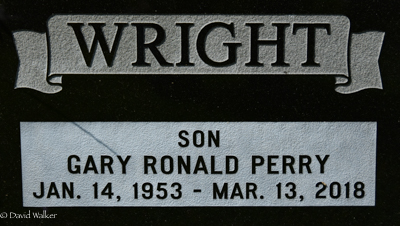 WRIGHT
SON
GARY RONALD PERRY
JAN. 14, 1953 - MAR. 13, 2018
© David Walker